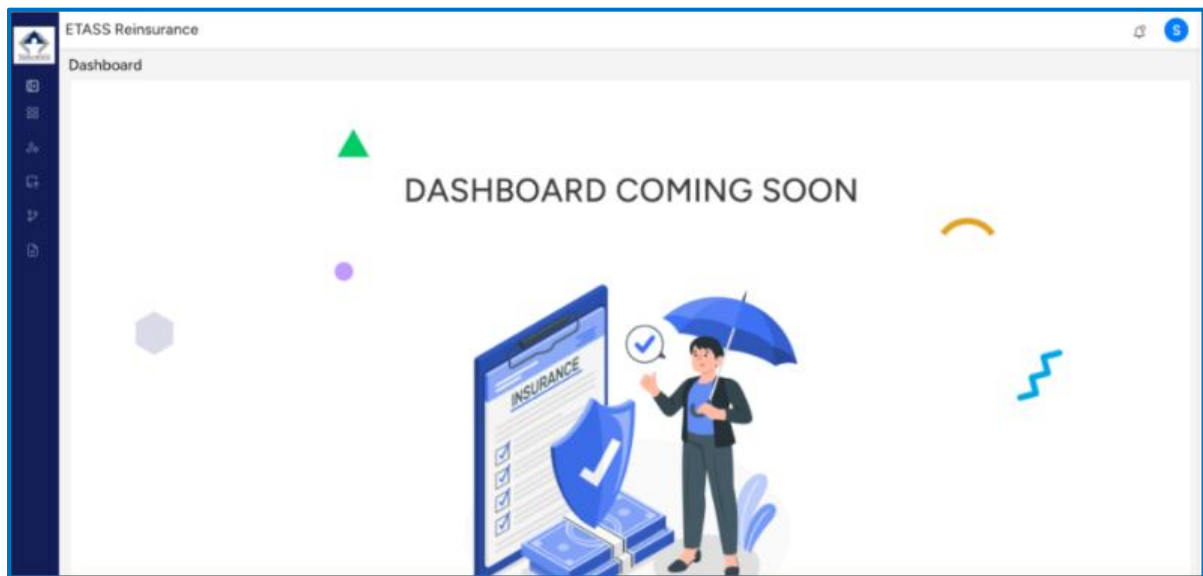 ETASS Reinsurance
S
Dashboard
DASHBOARD COMING SOON
INSURANCE